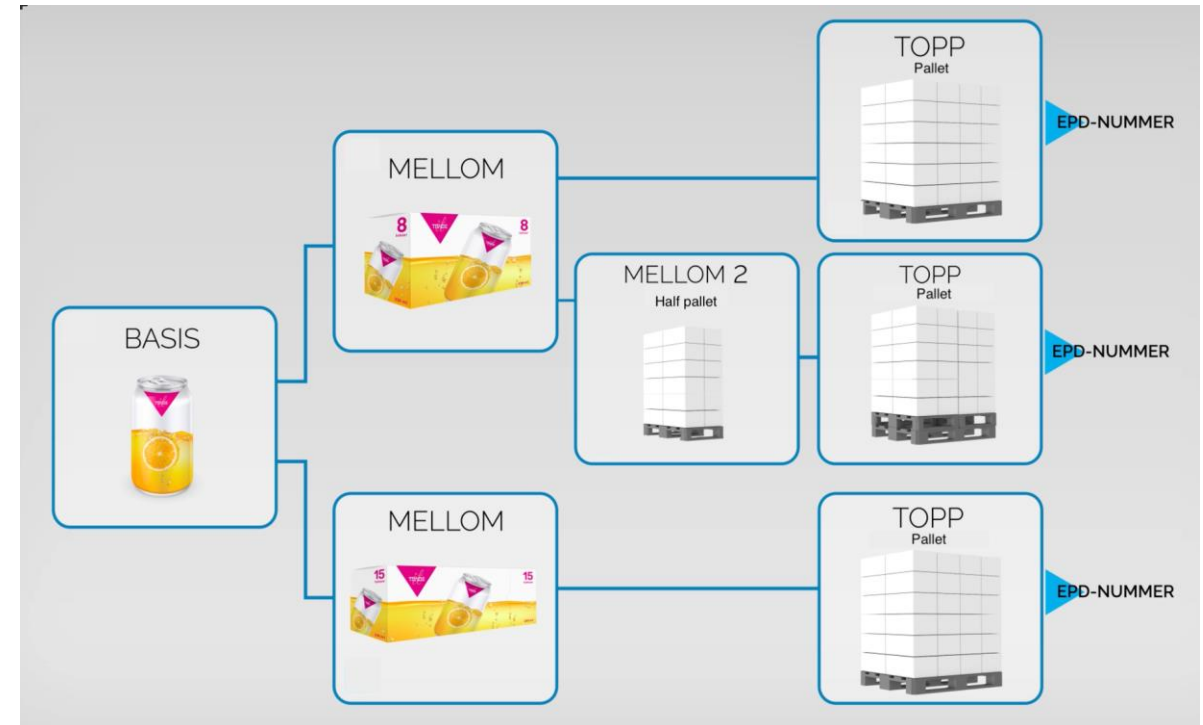 TOPP
Pallet
EPD-NUMMER
MELLOM
8
8
MELLOM 2
Half pallet
TOPP
Pallet
EPD-NUMMER
BASIS
MELLOM
15
15
TOPP
Pallet
EPD-NUMMER